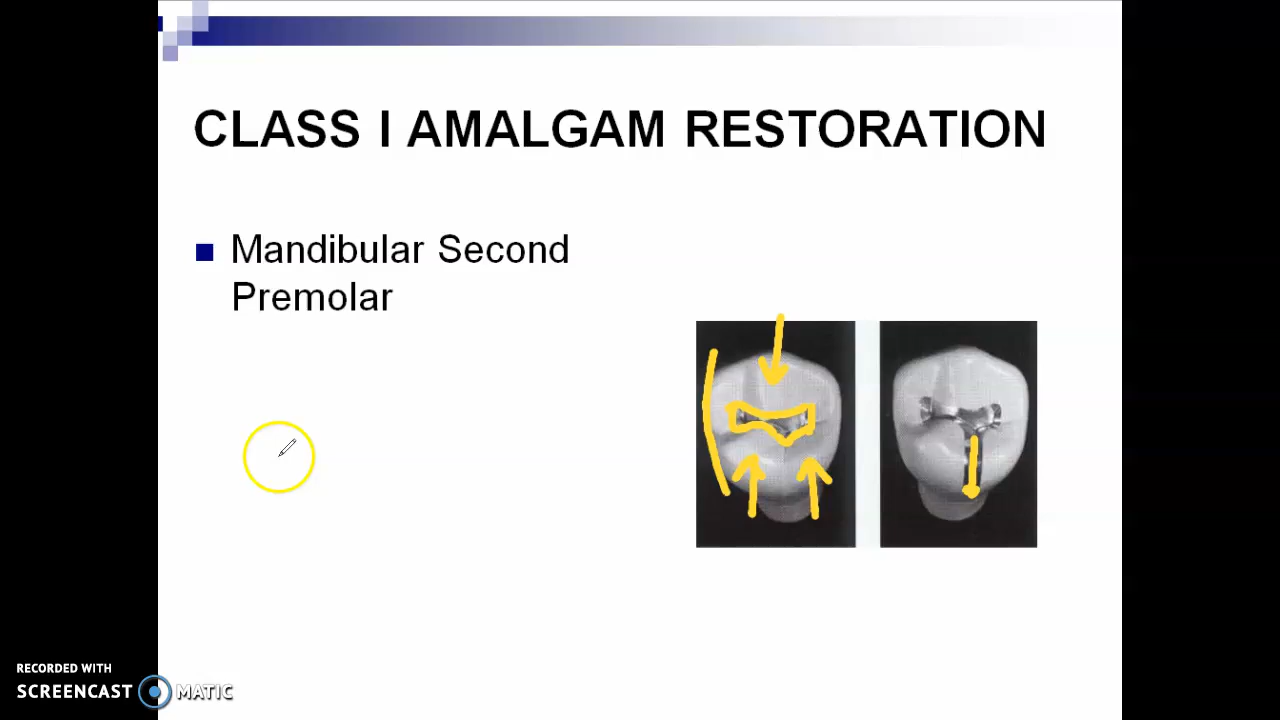 CLASS I AMALGAM RESTORATION
Mandibular Second
Premolar
RECORDED WITH
SCREENCAST MATIC